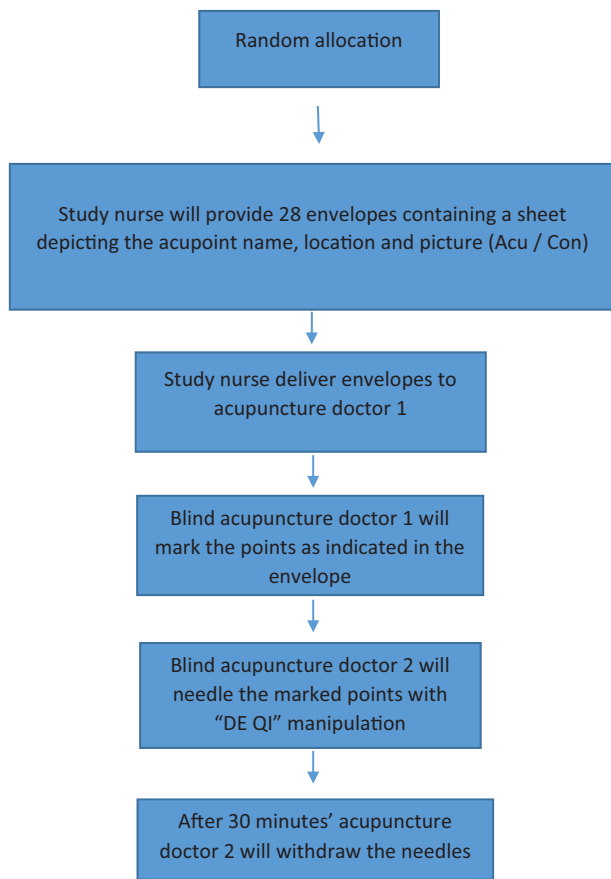 Random allocation
Study nurse will provide 28 envelopes containing a sheet
depicting the acupoint name, location and picture (Acu / Con)
Study nurse deliver envelopes to
acupuncture doctor 1
Blind acupuncture doctor 1 will
mark the points as indicated in the
envelope
Blind acupuncture doctor 2 will
needle the marked points with
“DE QI” manipulation
After 30 minutes’ acupuncture
doctor 2 will withdraw the needles